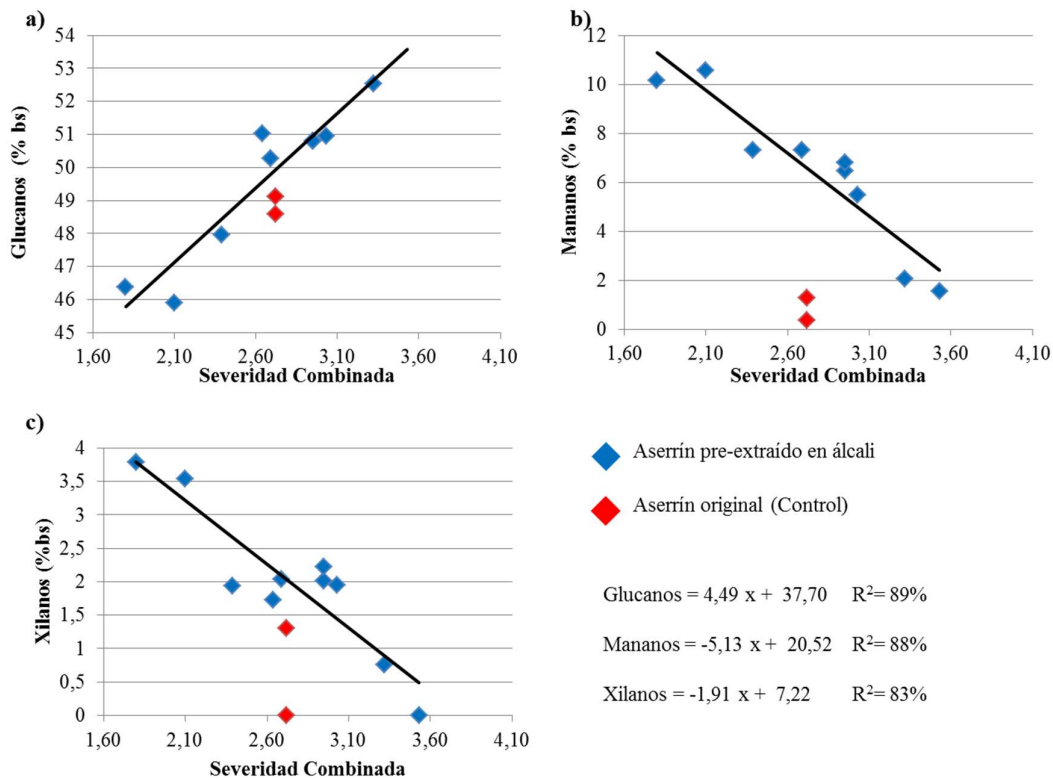 a)
54
53
52
51
50
49
48
47
46
45
Glucanos (% bs)
1,60 2,10 2,60 3,10 3,60 4,10
Severidad Combinada
b)
12
10
8
6
4
2
0
Mananos (% bs)
1,60 2,10 2,60 3,10 3,60 4,10
Severidad Combinada
c)
4
3,5
3
2,5
2
1,5
1
0,5
0
Xilanos (%bs)
1,60 2,10 2,60 3,10 3,60 4,10
Severidad Combinada
Aserrín pre-extraído en álcali
Aserrín original (Control)
Glucanos = 4,49 x + 37,70 R²= 89%
Mananos = -5,13 x + 20,52 R²= 88%
Xilanos = -1,91 x + 7,22 R²= 83%